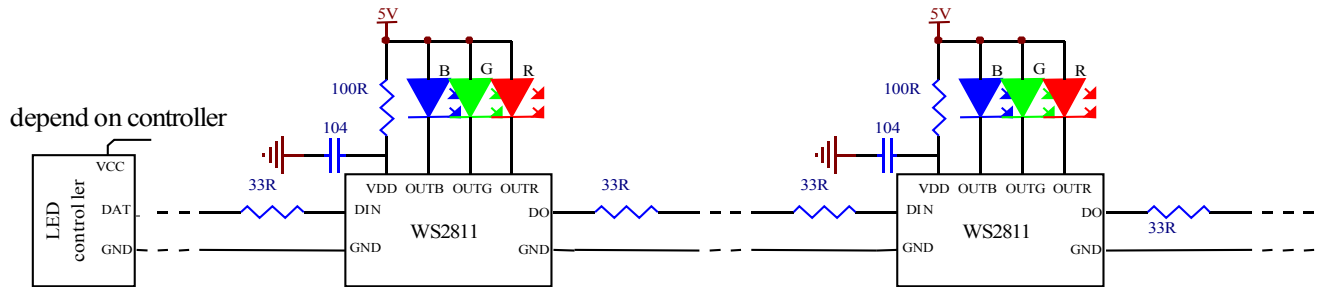 5V
5V
B
G
R
B
G
R
100R
100R
depend on controller
104
104
VCC
LED controller
DAT
GND
33R
VDD
OUTB
OUTG
OUTR
DIN
DO
WS2811
GND
GND
33R
33R
VDD
OUTB
OUTG
OUTR
DIN
DO
WS2811
GND
GND
33R